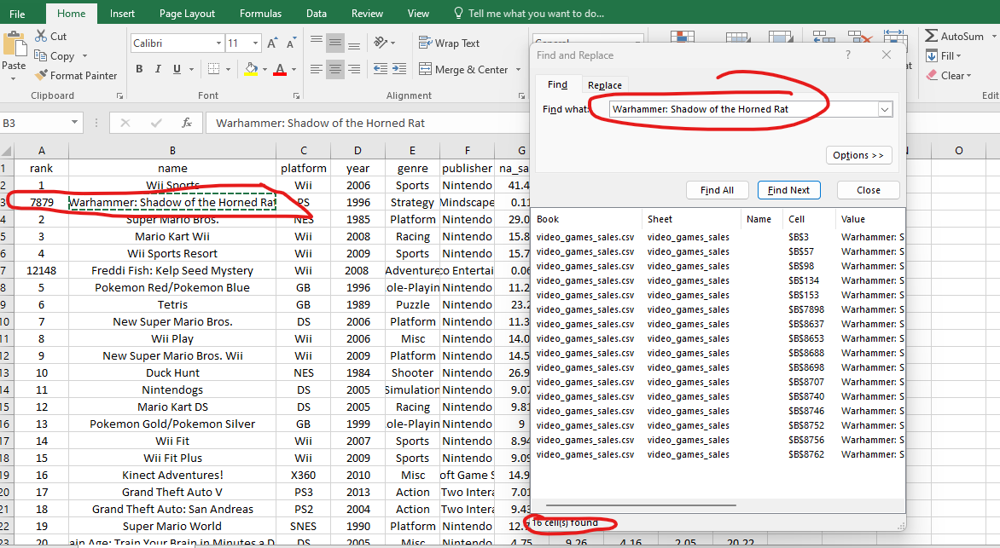 File Home Insert Page Layout Formulas Data Review View Tell me what you want to do...
Paste Cut Copy Format Painter
Calibri 11
B I U
Wrap Text
Merge & Center
General
AutoSum
Fill
Clear
Clipboard Font Alignment Edit
Find and Replace ?
Find Replace
Find what: Warhammer: Shadow of the Horned Rat
Options >>
Find All Find Next Close
B3 fx Warhammer: Shadow of the Horned Rat
A B C D E F G N O
1 rank name platform year genre publisher na_sa
2 1 Wii Sports Wii 2006 Sports Nintendo 41.4
3 7879 Warhammer: Shadow of the Horned Rat PS 1996 Strategy Mindscape 0.11
4 2 Super Mario Bros. NES 1985 Platform Nintendo 29.0
5 3 Mario Kart Wii Wii 2008 Racing Nintendo 15.8
6 4 Wii Sports Resort Wii 2009 Sports Nintendo 15.7
7 12148 Freddi Fish: Kelp Seed Mystery Wii 2008 Adventure co Entertai 0.06
8 5 Pokemon Red/Pokemon Blue GB 1996 ole-Playin Nintendo 11.2
9 6 Tetris GB 1989 Puzzle Nintendo 23.2
10 7 New Super Mario Bros. DS 2006 Platform Nintendo 11.3
11 8 Wii Play Wii 2006 Misc Nintendo 14.0
12 9 New Super Mario Bros. Wii Wii 2009 Platform Nintendo 14.5
13 10 Duck Hunt NES 1984 Shooter Nintendo 26.9
14 11 Nintendogs DS 2005 Simulation Nintendo 9.07
15 12 Mario Kart DS DS 2005 Racing Nintendo 9.81
16 13 Pokemon Gold/Pokemon Silver GB 1999 ole-Playin Nintendo 9
17 14 Wii Fit Wii 2007 Sports Nintendo 8.94
18 15 Wii Fit Plus Wii 2009 Sports Nintendo 9.09
19 16 Kinect Adventures! X360 2010 Misc oft Game S 14.9
20 17 Grand Theft Auto V PS3 2013 Action Two Intera 7.01
21 18 Grand Theft Auto: San Andreas PS2 2004 Action Two Intera 9.43
22 19 Super Mario World SNES 1990 Platform Nintendo 12.
23 20 ain Age: Train Your Brain in Minutes a D DS 2005 Misc Nintendo 4.75 9.26 4.16 2.05 20.22
Book Sheet Name Cell Value
video_games_sales.csv video_games_sales $B$3 Warhammer: S
video_games_sales.csv video_games_sales $B$57 Warhammer: S
video_games_sales.csv video_games_sales $B$98 Warhammer: S
video_games_sales.csv video_games_sales $B$134 Warhammer: S
video_games_sales.csv video_games_sales $B$153 Warhammer: S
video_games_sales.csv video_games_sales $B$7898 Warhammer: S
video_games_sales.csv video_games_sales $B$8637 Warhammer: S
video_games_sales.csv video_games_sales $B$8653 Warhammer: S
video_games_sales.csv video_games_sales $B$8688 Warhammer: S
video_games_sales.csv video_games_sales $B$8698 Warhammer: S
video_games_sales.csv video_games_sales $B$8707 Warhammer: S
video_games_sales.csv video_games_sales $B$8740 Warhammer: S
video_games_sales.csv video_games_sales $B$8746 Warhammer: S
video_games_sales.csv video_games_sales $B$8752 Warhammer: S
video_games_sales.csv video_games_sales $B$8756 Warhammer: S
video_games_sales.csv video_games_sales $B$8762 Warhammer: S
16 cell(s) found